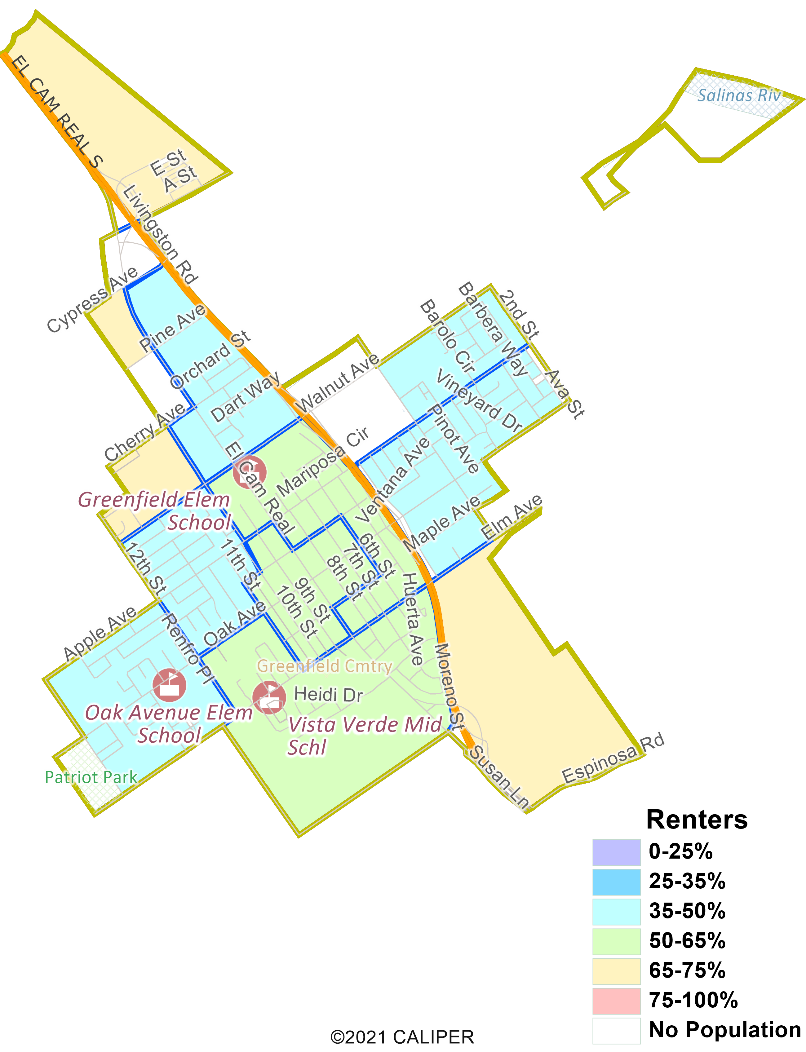 EL CAM REAL S
Salinas Riv
E St
A St
Livingston Rd
Cypress Ave
Pine Ave
Orchard St
Dart Way
Walnut Ave
Barolo Cir
Barbera Way
2nd St
Ava St
Vineyard Dr
Pinot Ave
Cherry Ave
El Cam Real
Mariposa Cir
Ventana Ave
Maple Ave
Elm Ave
Greenfield Elem
School
12th St
11th St
6th St
7th St
8th St
9th St
10th St
Huerta Ave
Apple Ave
Renfro Pl
Oak Ave
Greenfield Cmtry
Heidi Dr
Moreno St
Oak Avenue Elem
School
Vista Verde Mid
Schl
Patriot Park
Susan Ln
Espinosa Rd
Renters
0-25%
25-35%
35-50%
50-65%
65-75%
75-100%
No Population
©2021 CALIPER